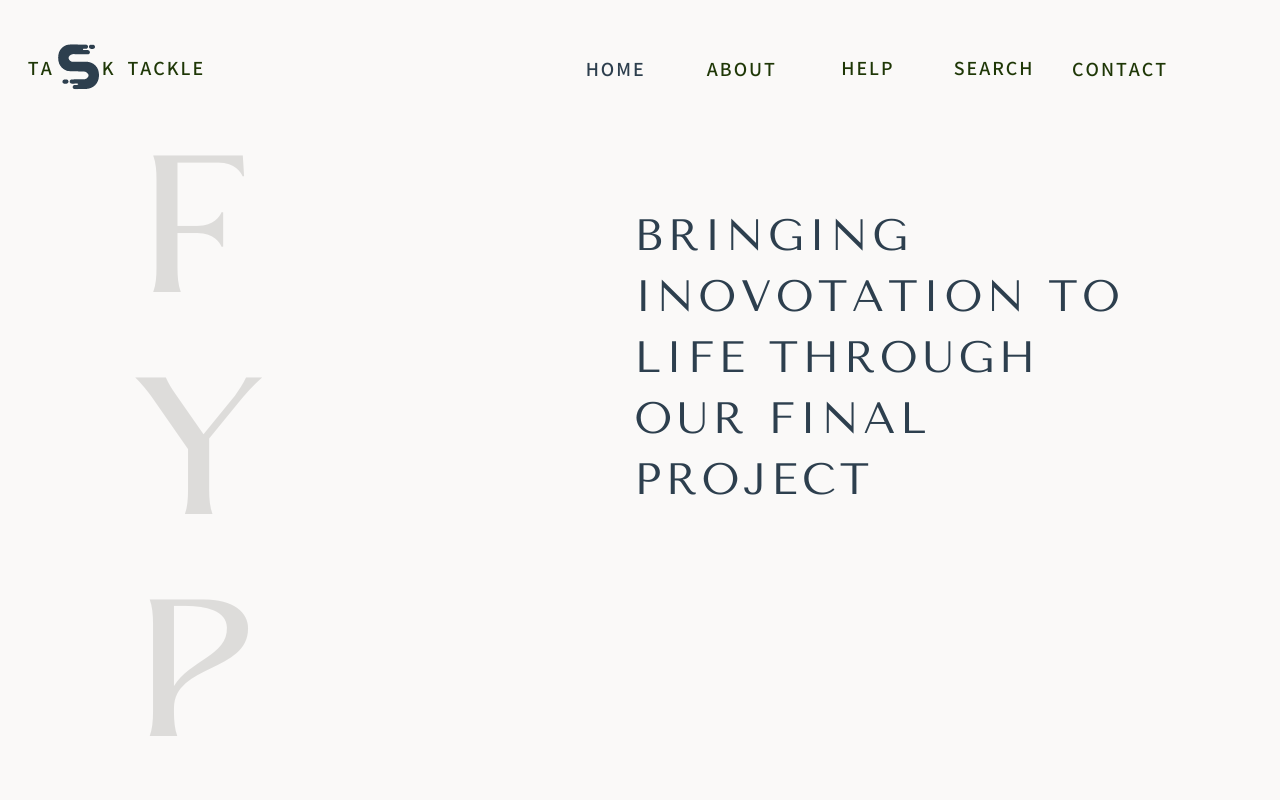 TASK TACKLE
HOME ABOUT HELP SEARCH CONTACT
F
Y
P
BRINGING
INOVOTATION TO
LIFE THROUGH
OUR FINAL
PROJECT